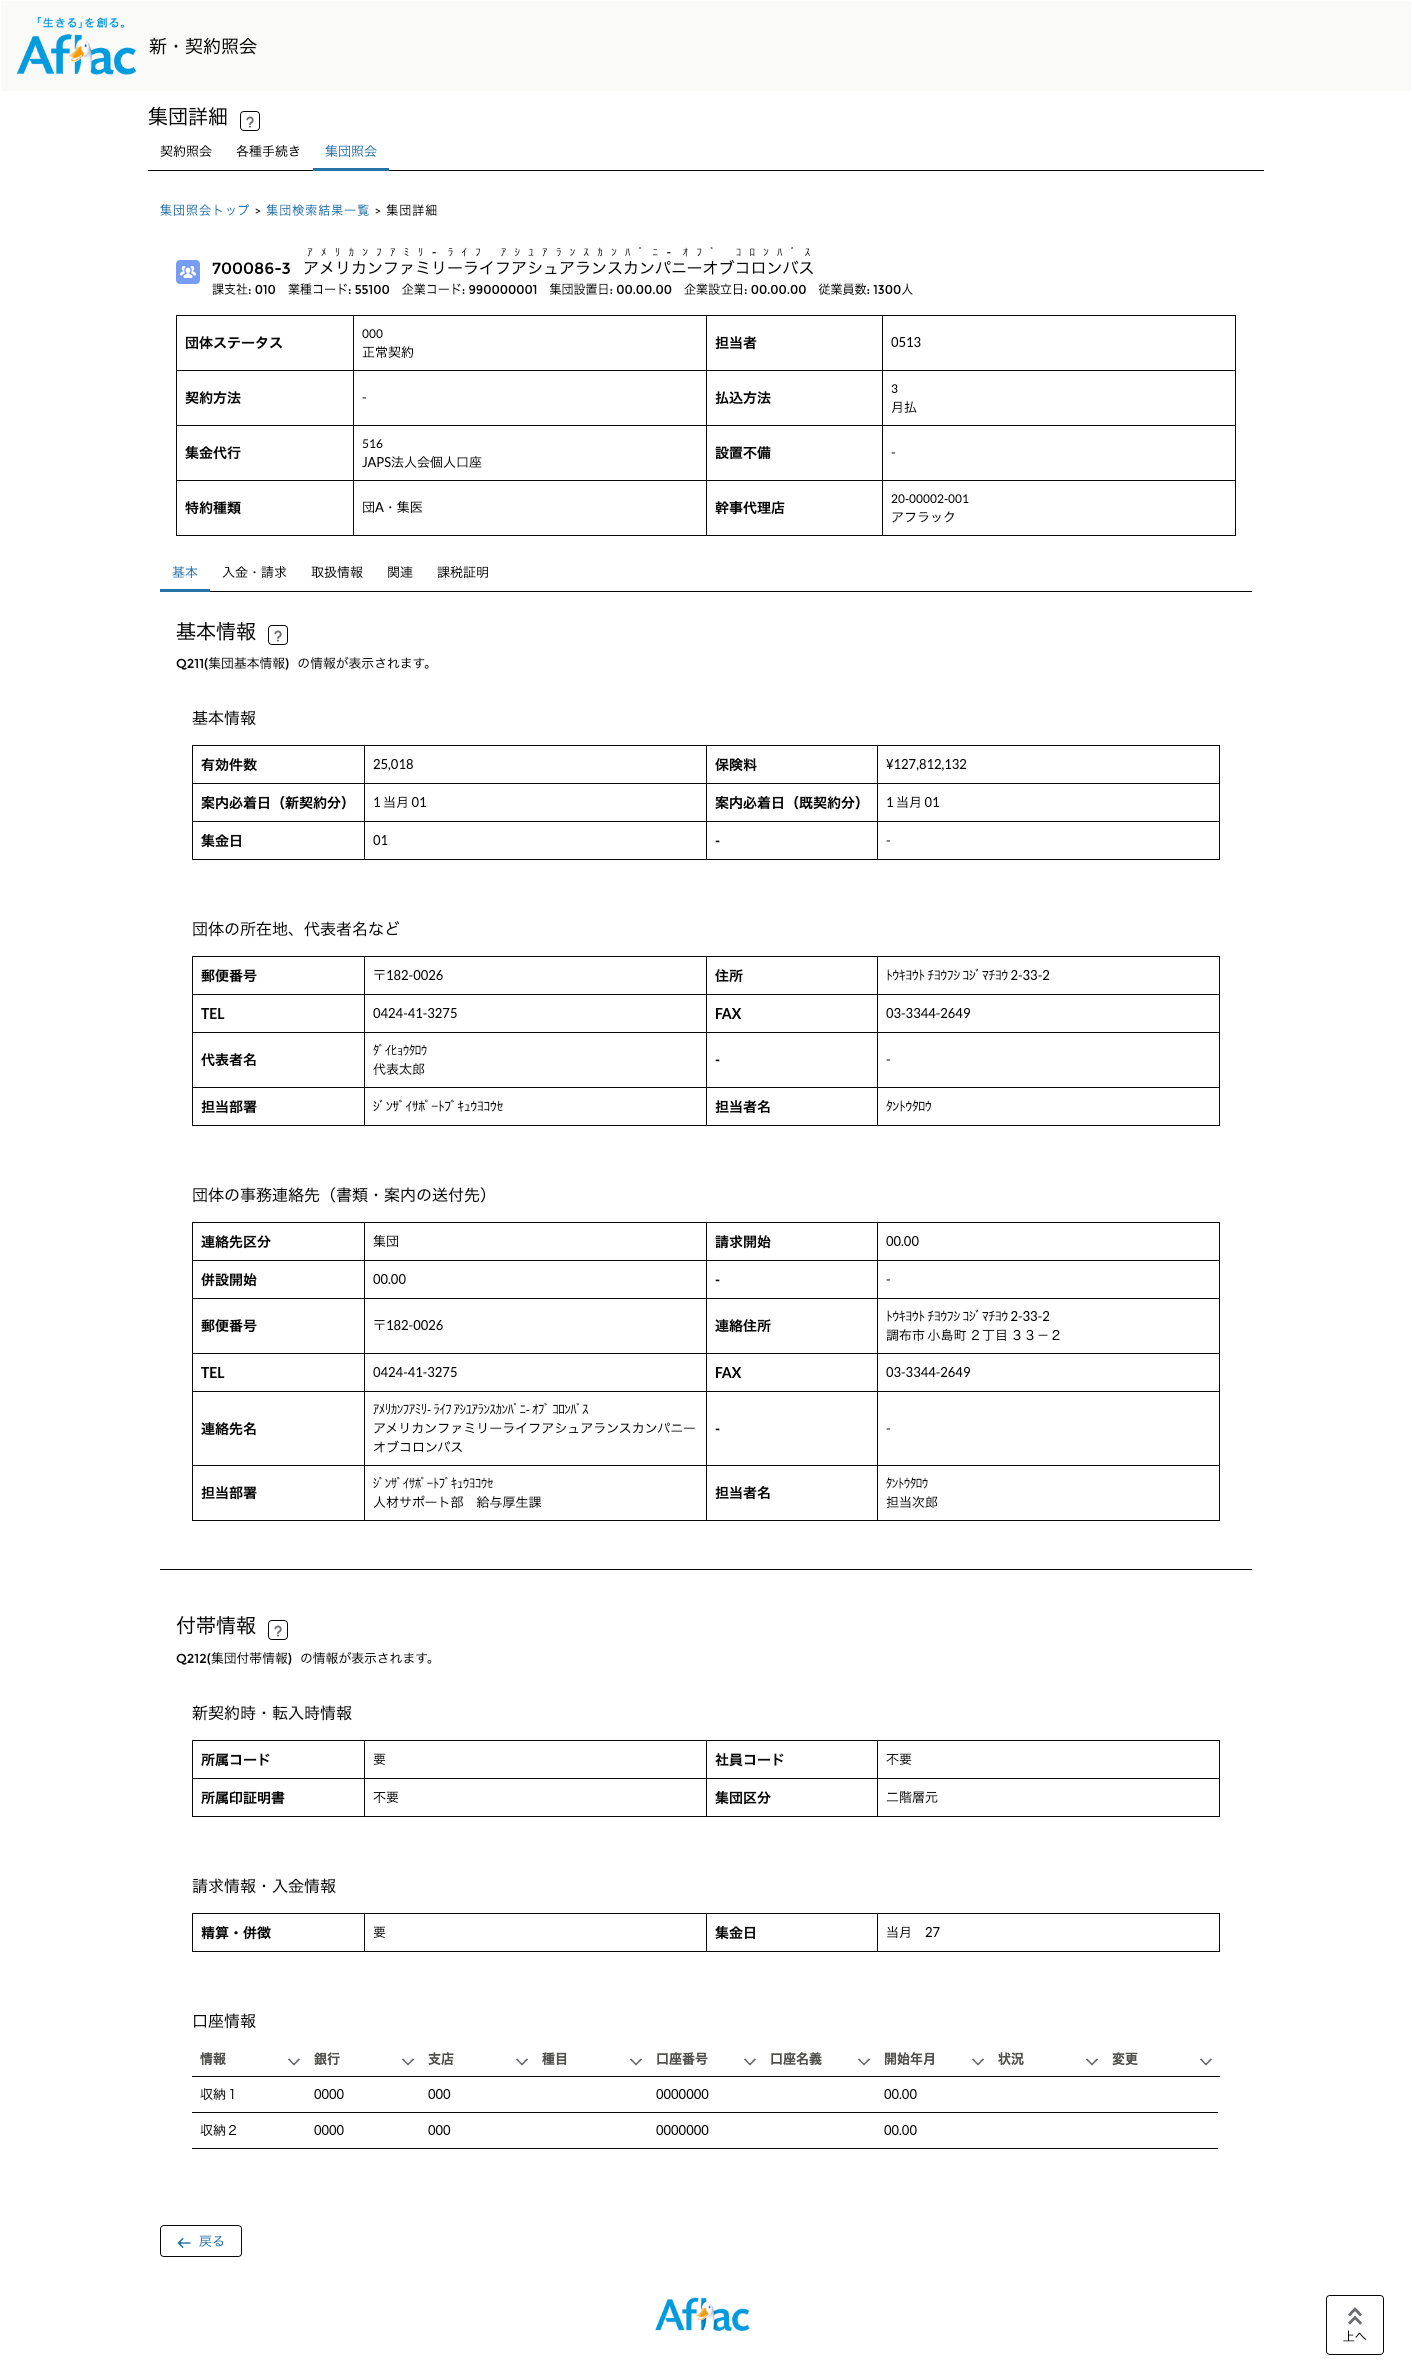 「生きる」を創る。
Aflac 新・契約照会
集団詳細 ?
契約照会 各種手続き 集団照会
集団照会トップ > 集団検索結果一覧 > 集団詳細
ｱﾒﾘｶﾝﾌｱﾐﾘ-ﾗｲﾌ ｱｼﾕｱﾗﾝｽｶﾝﾊﾟﾆ-ｵﾌﾞ ｺﾛﾝﾊﾞｽ
700086-3 アメリカンファミリーライフアシュアランスカンパニーオブコロンバス
課支社: 010 業種コード: 55100 企業コード: 990000001 集団設置日: 00.00.00 企業設立日: 00.00.00 従業員数: 1300人
団体ステータス 000 正常契約 担当者 0513
契約方法 - 払込方法 3 月払
集金代行 516 JAPS法人会個人口座 設置不備 -
特約種類 団A・集医 幹事代理店 20-00002-001 アフラック
基本 入金・請求 取扱情報 関連 課税証明
基本情報 ?
Q211(集団基本情報) の情報が表示されます。
基本情報
有効件数 25,018 保険料 ¥127,812,132
案内必着日（新契約分） 1 当月 01 案内必着日（既契約分） 1 当月 01
集金日 01 - -
団体の所在地、代表者名など
郵便番号 〒182-0026 住所 ﾄｳｷﾖｳﾄ ﾁﾖｳﾌｼ ｺｼﾞﾏﾁﾖｳ 2-33-2
TEL 0424-41-3275 FAX 03-3344-2649
代表者名 ﾀﾞｲﾋｮｳﾀﾛｳ 代表太郎 - -
担当部署 ｼﾞﾝｻﾞｲｻﾎﾟｰﾄﾌﾞｷｭｳﾖｺｳｾ 担当者名 ﾀﾝﾄｳﾀﾛｳ
団体の事務連絡先（書類・案内の送付先）
連絡先区分 集団 請求開始 00.00
併設開始 00.00 - -
郵便番号 〒182-0026 連絡住所 ﾄｳｷﾖｳﾄ ﾁﾖｳﾌｼ ｺｼﾞﾏﾁﾖｳ 2-33-2
調布市 小島町 ２丁目 ３３－２
TEL 0424-41-3275 FAX 03-3344-2649
連絡先名 ｱﾒﾘｶﾝﾌｱﾐﾘ- ﾗｲﾌ ｱｼﾕｱﾗﾝｽｶﾝﾊﾟﾆ- ｵﾌﾞ ｺﾛﾝﾊﾞｽ
アメリカンファミリーライフアシュアランスカンパニー
オブコロンバス - -
担当部署 ｼﾞﾝｻﾞｲｻﾎﾟｰﾄﾌﾞｷｭｳﾖｺｳｾ 人材サポート部　給与厚生課 担当者名 ﾀﾝﾄｳﾀﾛｳ 担当次郎
付帯情報 ?
Q212(集団付帯情報) の情報が表示されます。
新契約時・転入時情報
所属コード 要 社員コード 不要
所属印証明書 不要 集団区分 二階層元
請求情報・入金情報
精算・併徴 要 集金日 当月　27
口座情報
情報 銀行 支店 種目 口座番号 口座名義 開始年月 状況 変更
収納１ 0000 000 0000000 00.00
収納２ 0000 000 0000000 00.00
← 戻る
Aflac
上へ